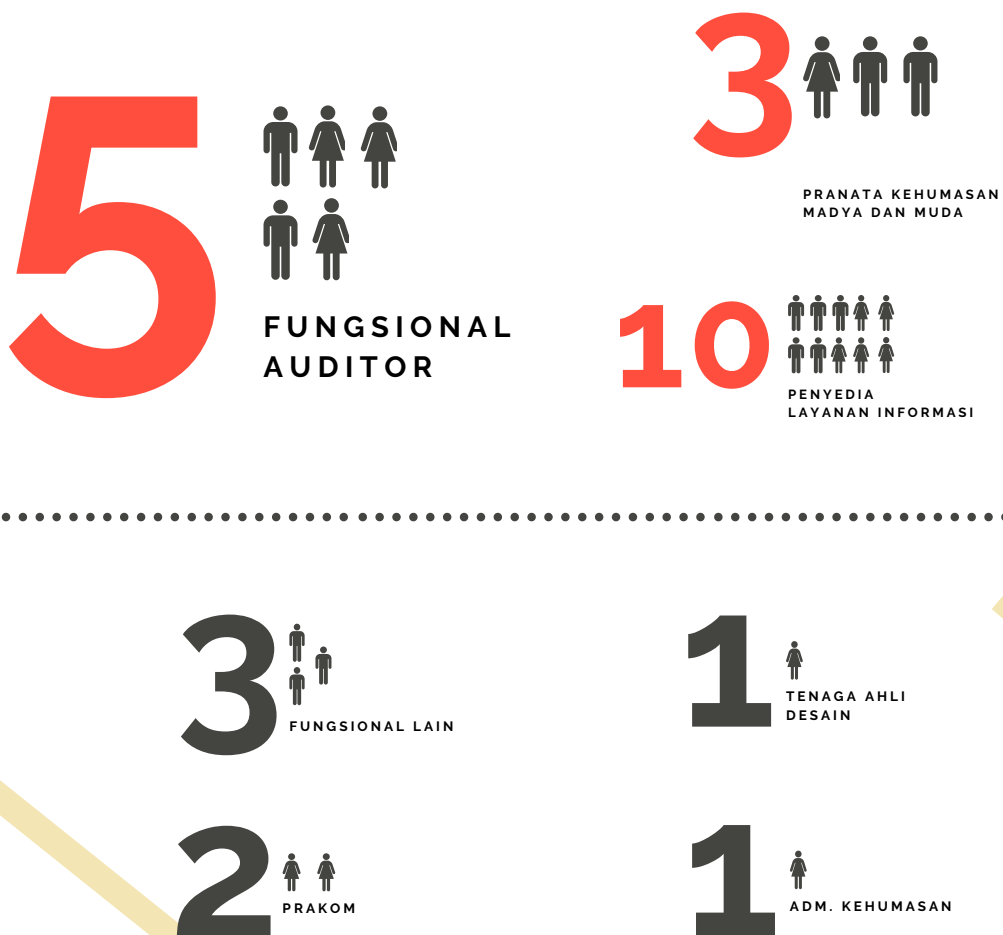 5
FUNGSIONAL
AUDITOR
3
PRANATA KEHUMASAN
MADYA DAN MUDA
10
PENYEDIA
LAYANAN INFORMASI
3
FUNGSIONAL LAIN
1
TENAGA AHLI
DESAIN
2
PRAKOM
1
ADM. KEHUMASAN